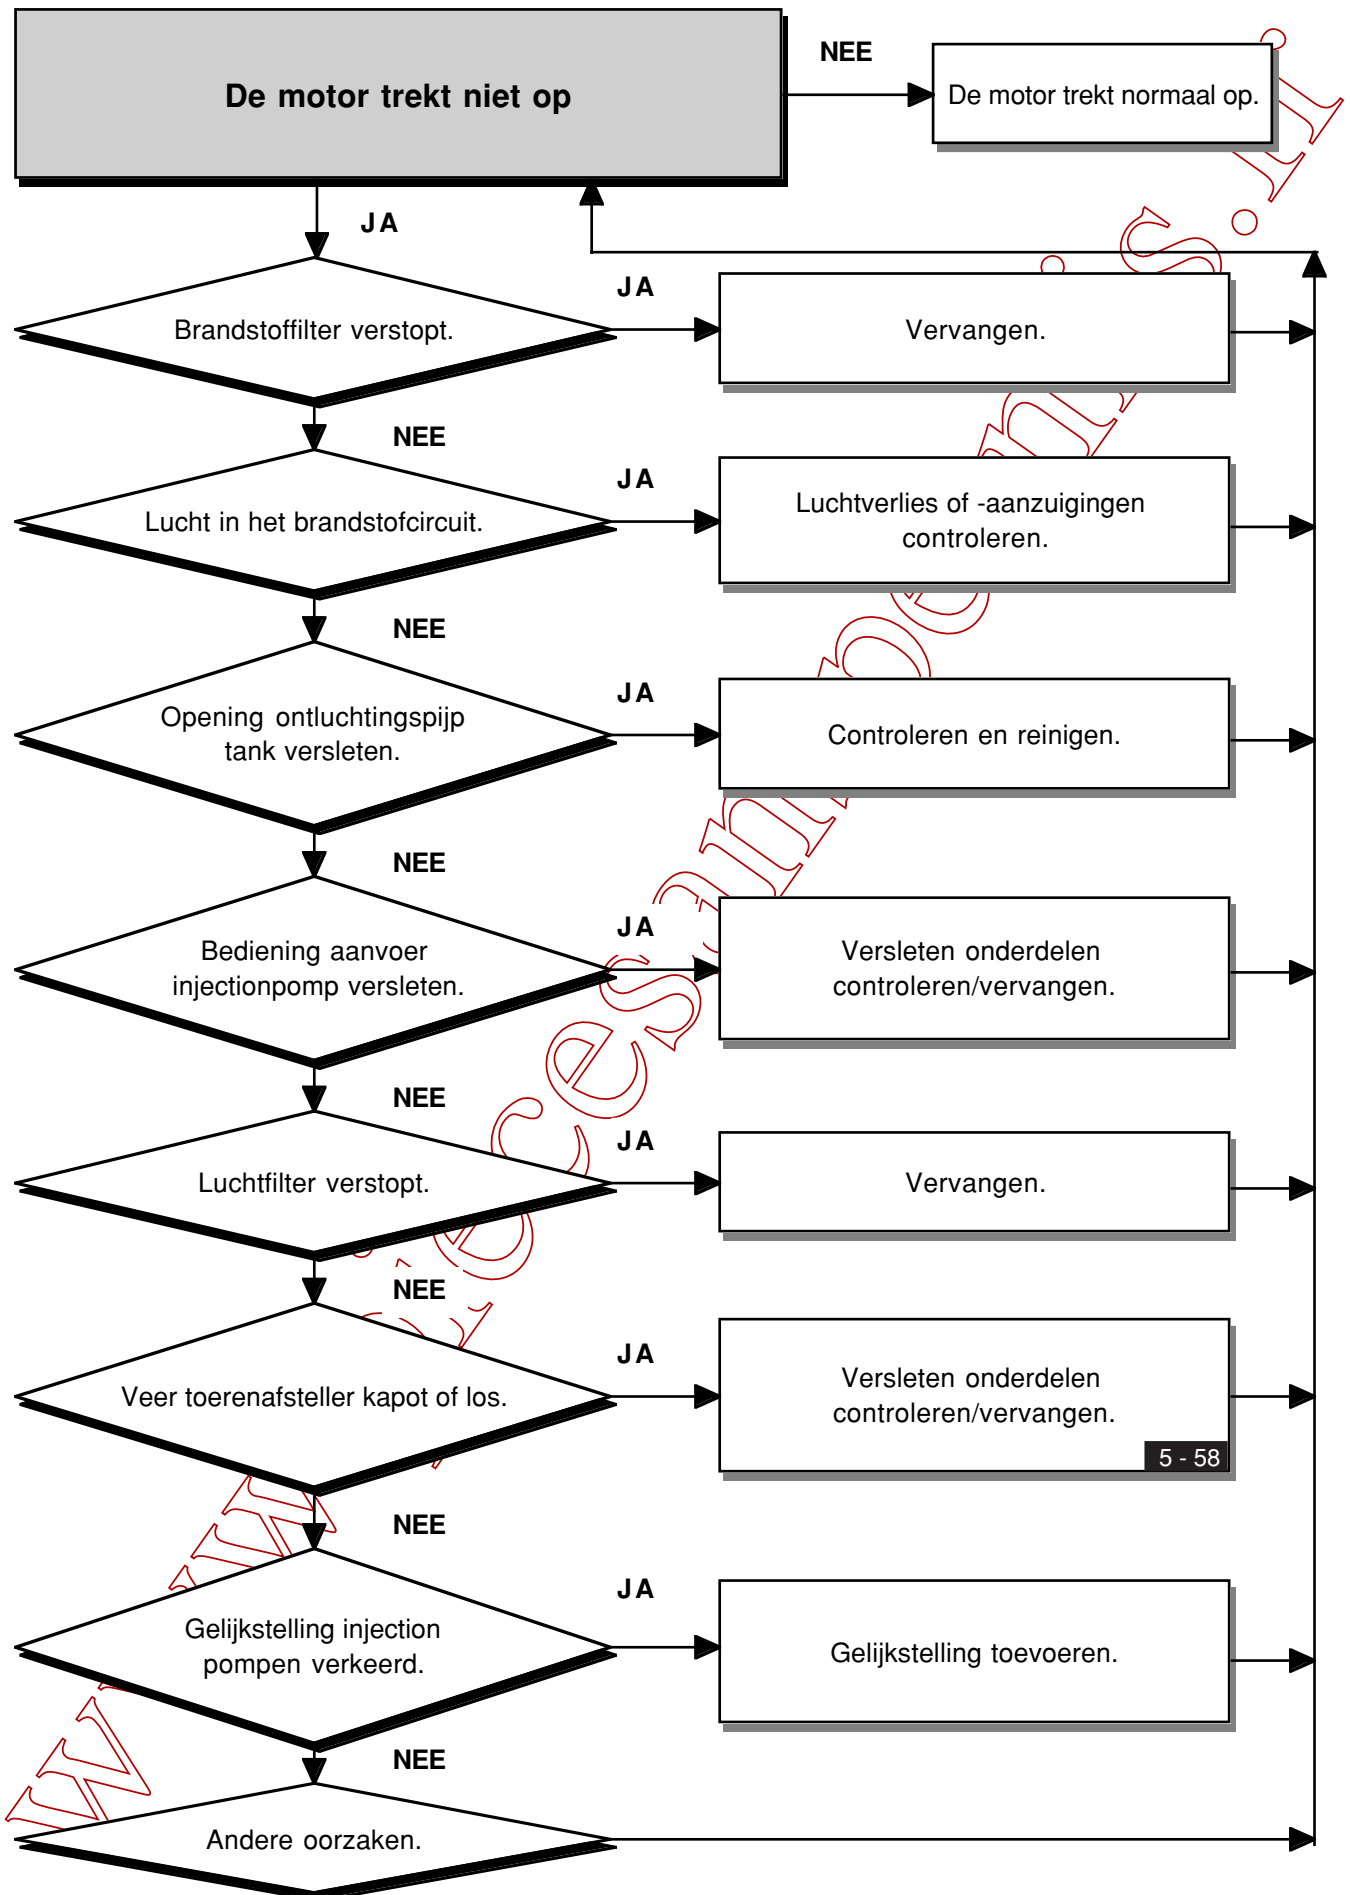 De motor trekt niet op
NEE
De motor trekt normaal op.
JA
Brandstoffilter verstopt.
JA
Vervangen.
NEE
Lucht in het brandstofcircuit.
JA
Luchtverlies of -aanzuigingen
controleren.
NEE
Opening ontluchtingspijp
tank versleten.
JA
Controleren en reinigen.
NEE
Bediening aanvoer
injectionpomp versleten.
JA
Versleten onderdelen
controleren/vervangen.
NEE
Luchtfilter verstopt.
JA
Vervangen.
NEE
Veer toerenafsteller kapot of los.
JA
Versleten onderdelen
controleren/vervangen.
5 - 58
NEE
Gelijkstelling injection
pompen verkeerd.
JA
Gelijkstelling toevoeren.
NEE
Andere oorzaken.